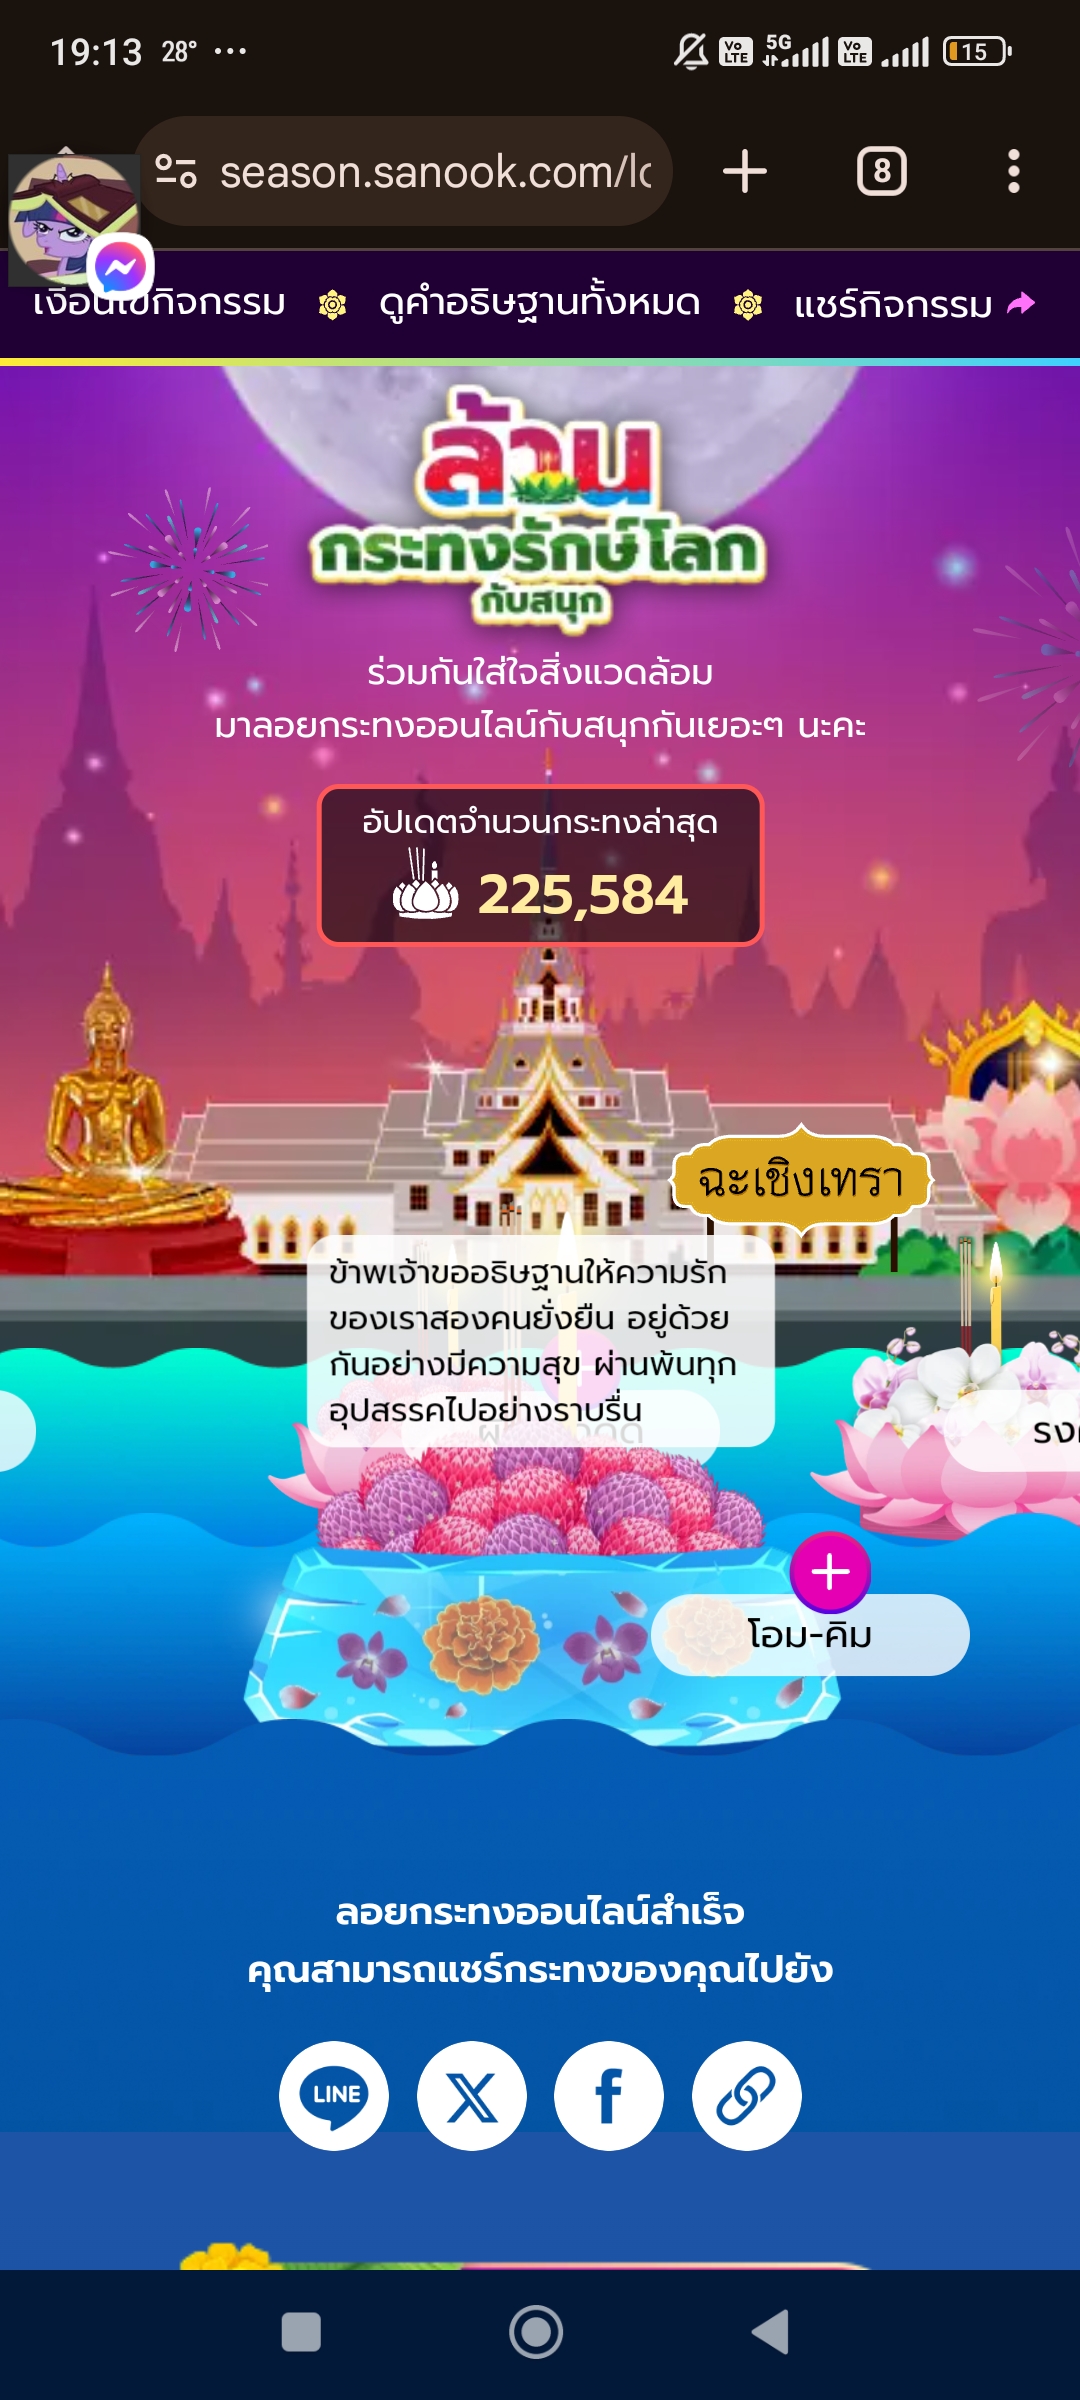 19:13 28° ...
Vo LTE 5G Vo LTE 15
season.sanook.com/lo
8
เงื่อนไขกิจกรรม ดูคำอธิษฐานทั้งหมด แชร์กิจกรรม
ล้าน
กระทงรักษ์โลก
กับสนุก
ร่วมกันใส่ใจสิ่งแวดล้อม
มาลอยกระทงออนไลน์กับสนุกกันเยอะๆ นะคะ
อัปเดตจำนวนกระทงล่าสุด
225,584
ฉะเชิงเทรา
ข้าพเจ้าขออธิษฐานให้ความรัก
ของเราสองคนยั่งยืน อยู่ด้วย
กันอย่างมีความสุข ผ่านพ้นทุก
อุปสรรคไปอย่างราบรื่น
โอม-คิม
ลอยกระทงออนไลน์สำเร็จ
คุณสามารถแชร์กระทงของคุณไปยัง
LINE